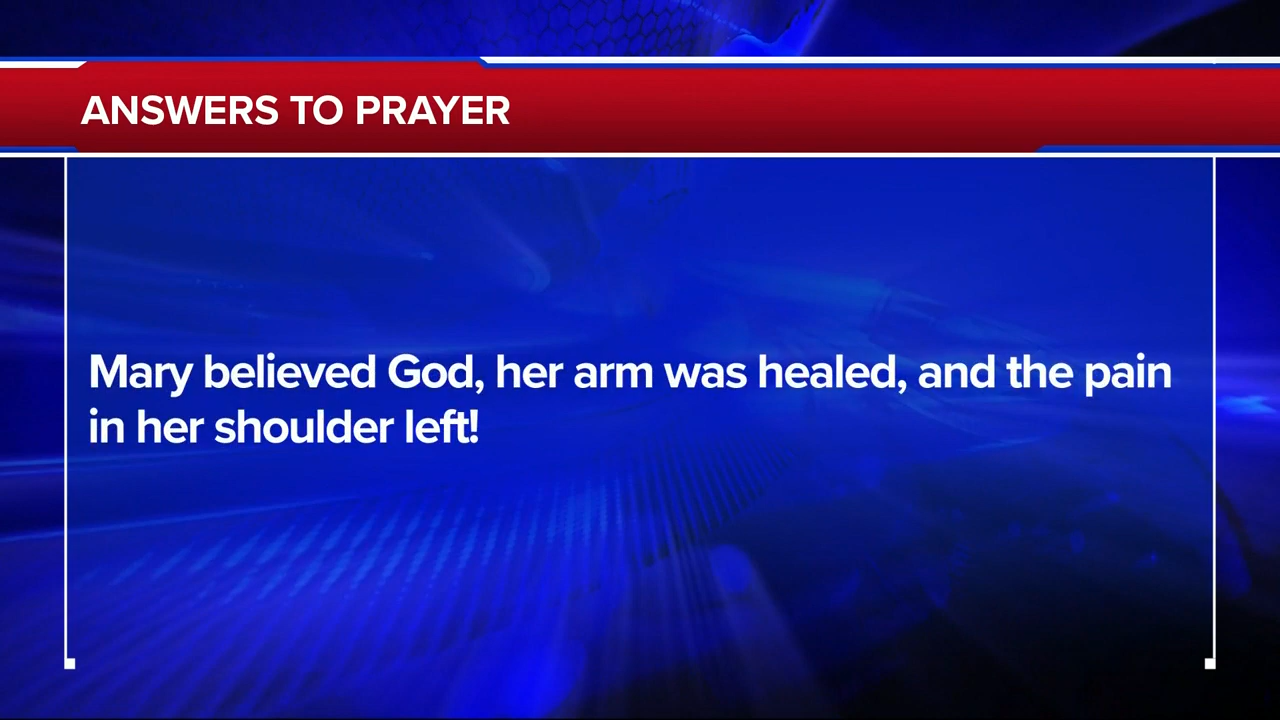 ANSWERS TO PRAYER
Mary believed God, her arm was healed, and the pain
in her shoulder left!